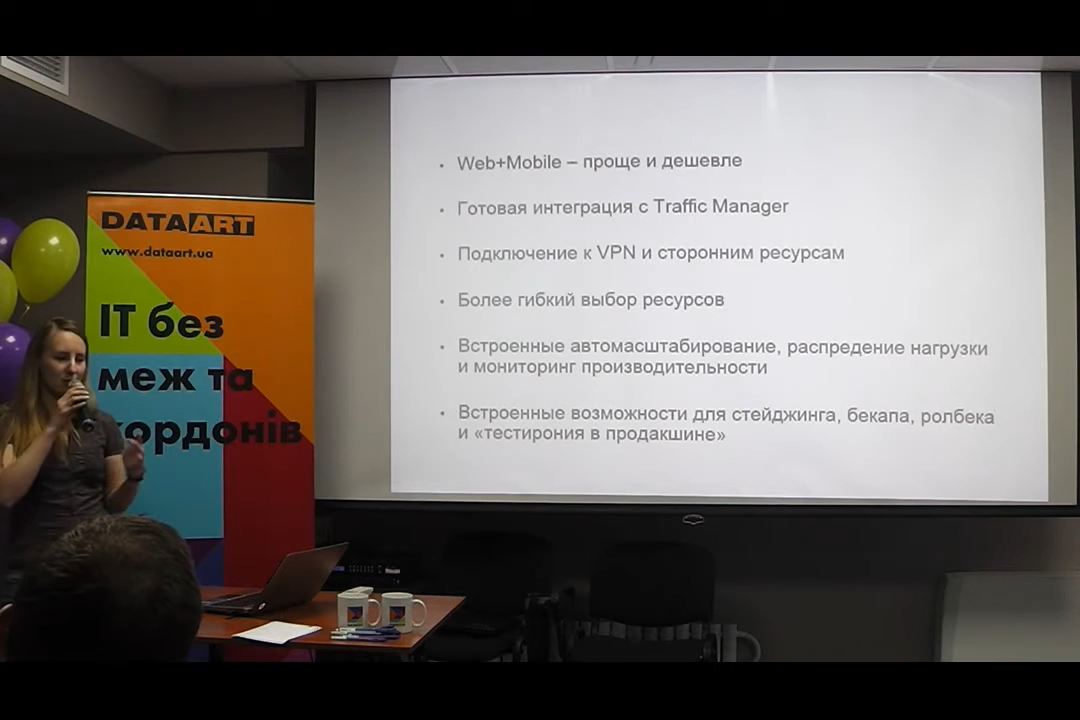 DATAART
www.dataart.ua
IT без
меж та
кордонів
Web+Mobile – проще и дешевле
Готовая интеграция с Traffic Manager
Подключение к VPN и сторонним ресурсам
Более гибкий выбор ресурсов
Встроенные автомасштабирование, распредение нагрузки
и мониторинг производительности
Встроенные возможности для стейджинга, бекапа, ролбека
и «тестирония в продакшине»